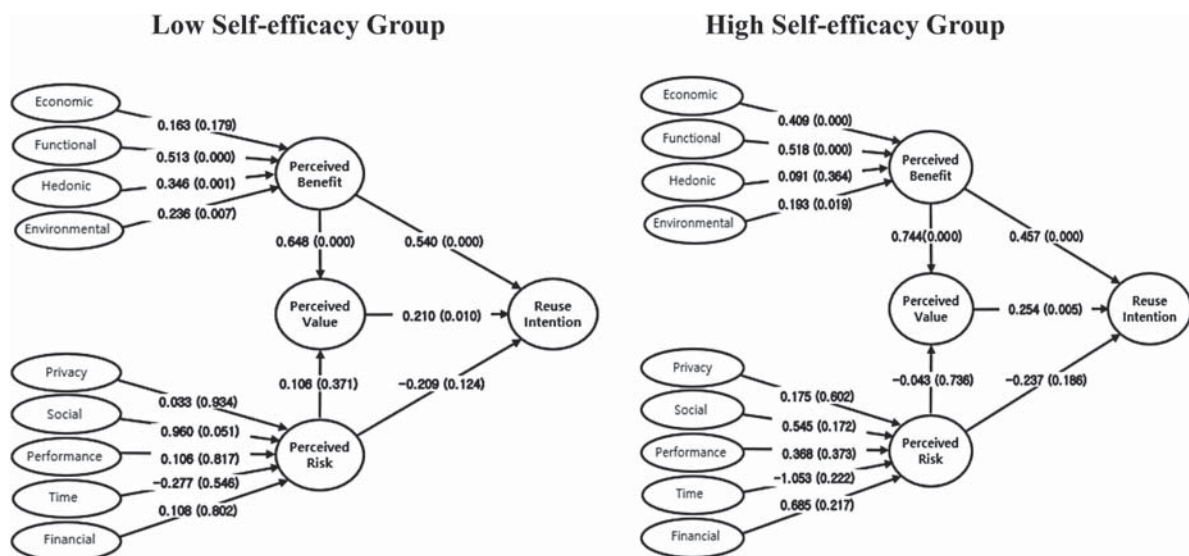 Low Self-efficacy Group
Economic
0.163 (0.179)
Functional
0.513 (0.000)
Hedonic
0.346 (0.001)
Environmental
0.236 (0.007)
Perceived
Benefit
0.648 (0.000)
0.540 (0.000)
Perceived
Value
0.210 (0.010)
Reuse
Intention
Privacy
0.033 (0.934)
Social
0.960 (0.051)
Performance
0.106 (0.817)
Time
-0.277 (0.546)
Financial
0.108 (0.802)
0.106 (0.371)
-0.209 (0.124)
Perceived
Risk
High Self-efficacy Group
Economic
0.409 (0.000)
Functional
0.518 (0.000)
Hedonic
0.091 (0.364)
Environmental
0.193 (0.019)
Perceived
Benefit
0.744(0.000)
0.457 (0.000)
Perceived
Value
0.254 (0.005)
Reuse
Intention
Privacy
0.175 (0.602)
Social
0.545 (0.172)
Performance
0.368 (0.373)
Time
-1.053 (0.222)
Financial
0.685 (0.217)
-0.043 (0.736)
-0.237 (0.186)
Perceived
Risk